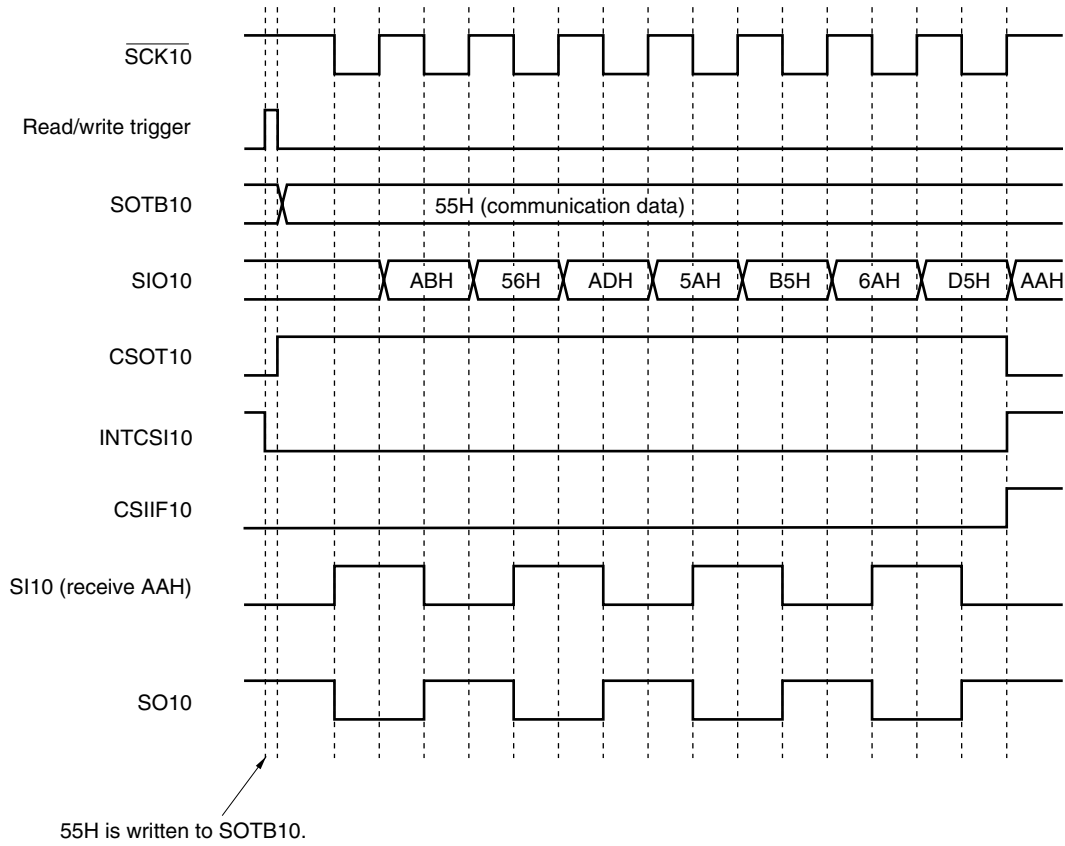 SCK10
Read/write trigger
SOTB10
55H (communication data)
SIO10
ABH 56H ADH 5AH B5H 6AH D5H AAH
CSOT10
INTCSI10
CSIIF10
SI10 (receive AAH)
SO10
55H is written to SOTB10.